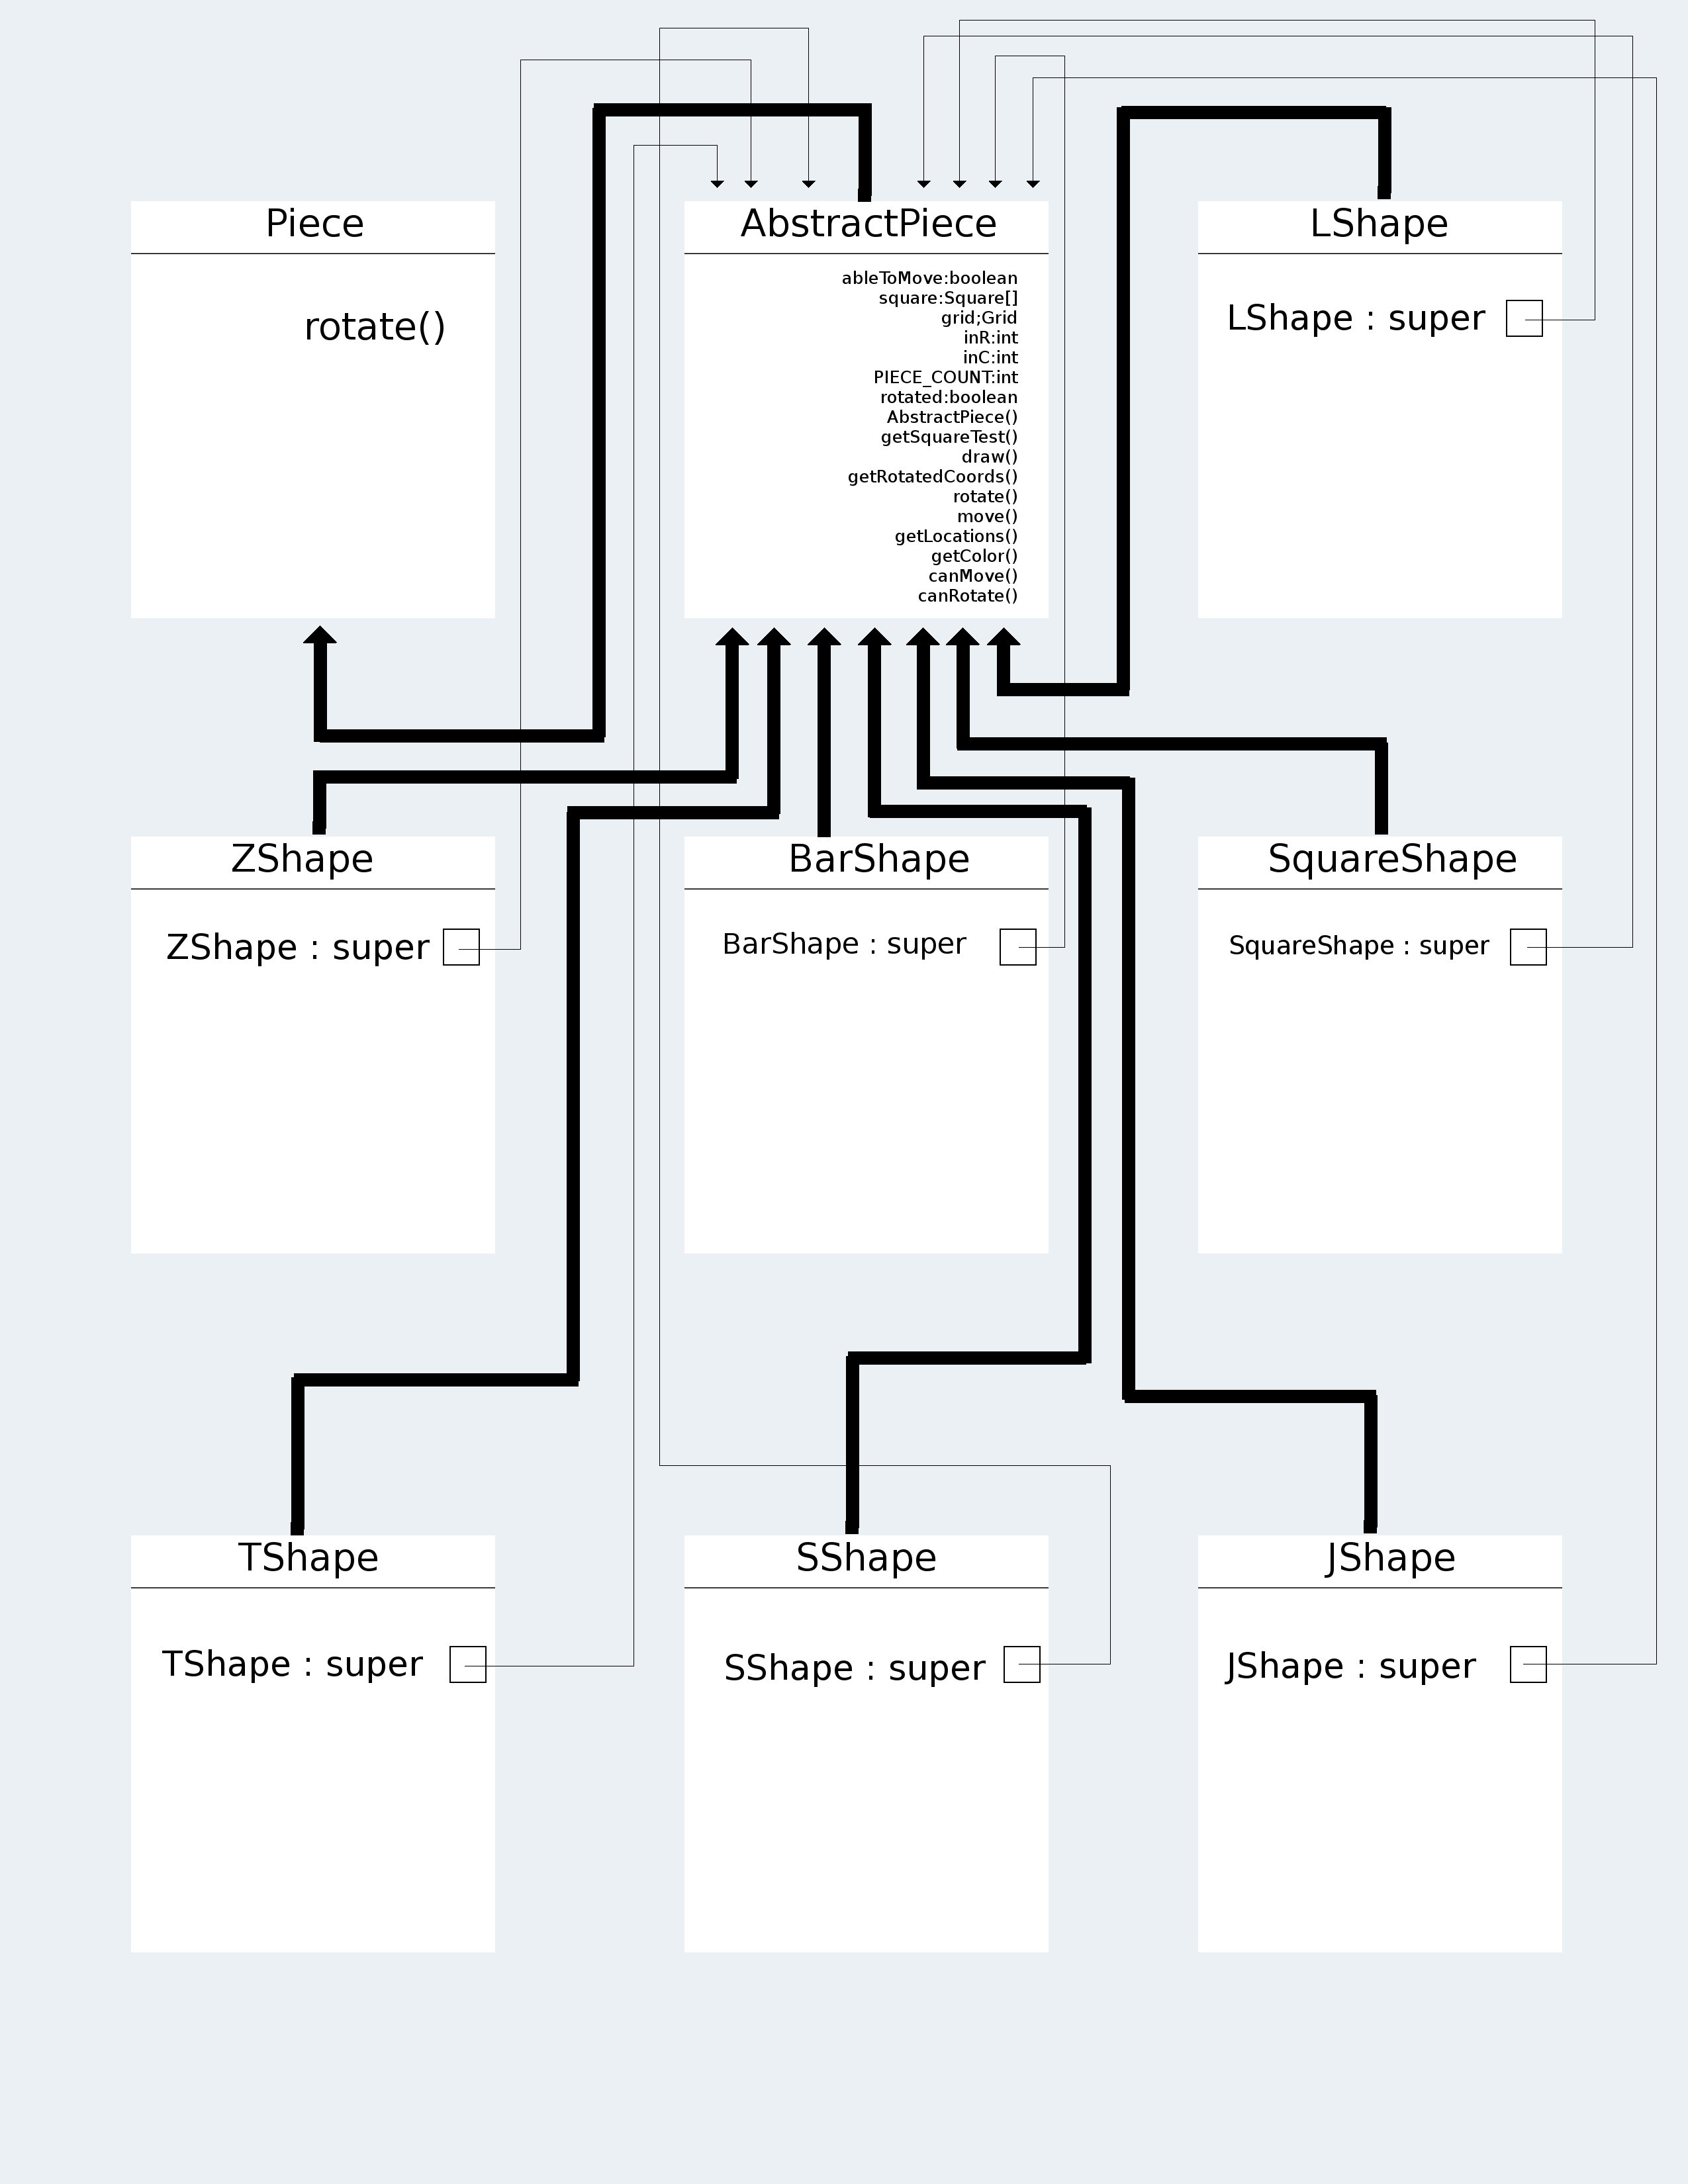 Piece
rotate()
AbstractPiece
ableToMove:boolean
square:Square[]
grid;Grid
inR:int
inC:int
PIECE_COUNT:int
rotated:boolean
AbstractPiece()
getSquareTest()
draw()
getRotatedCoords()
rotate()
move()
getLocations()
getColor()
canMove()
canRotate()
LShape
LShape : super
ZShape
ZShape : super
BarShape
BarShape : super
SquareShape
SquareShape : super
TShape
TShape : super
SShape
SShape : super
JShape
JShape : super